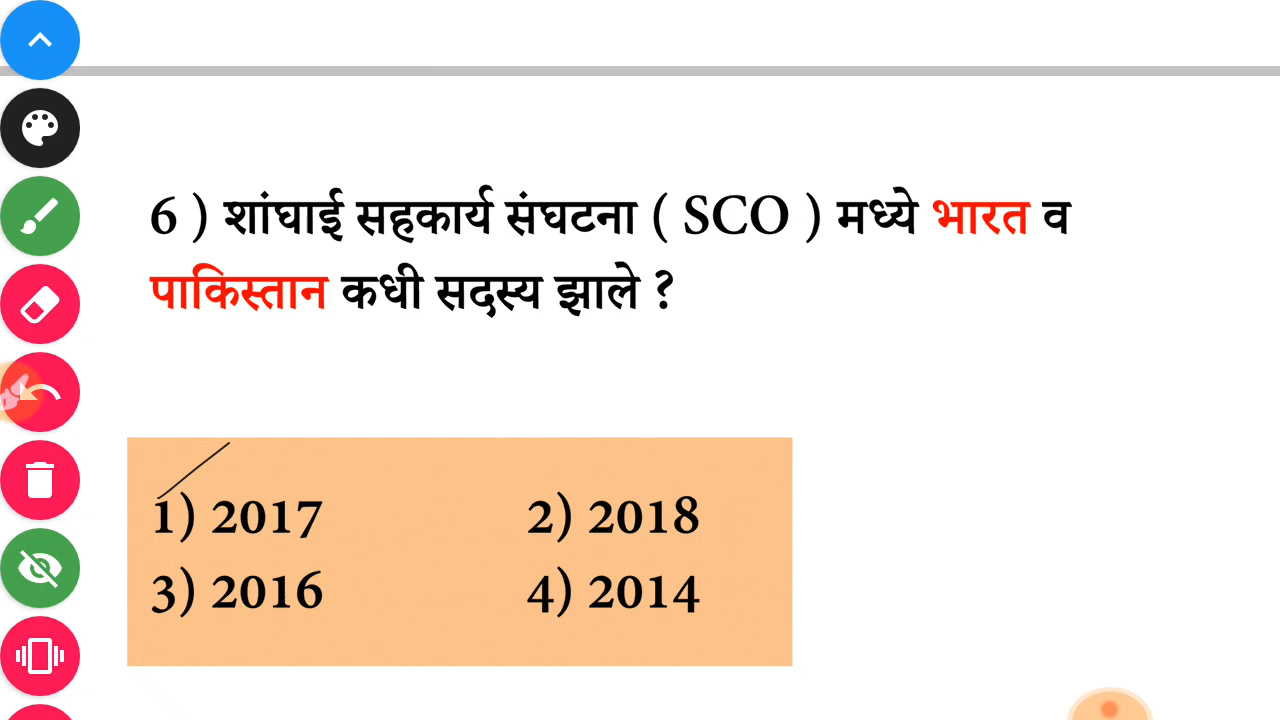 6 ) शांघाई सहकार्य संघटना ( SCO ) मध्ये भारत व
पाकिस्तान कधी सदस्य झाले ?
1) 2017 2) 2018
3) 2016 4) 2014